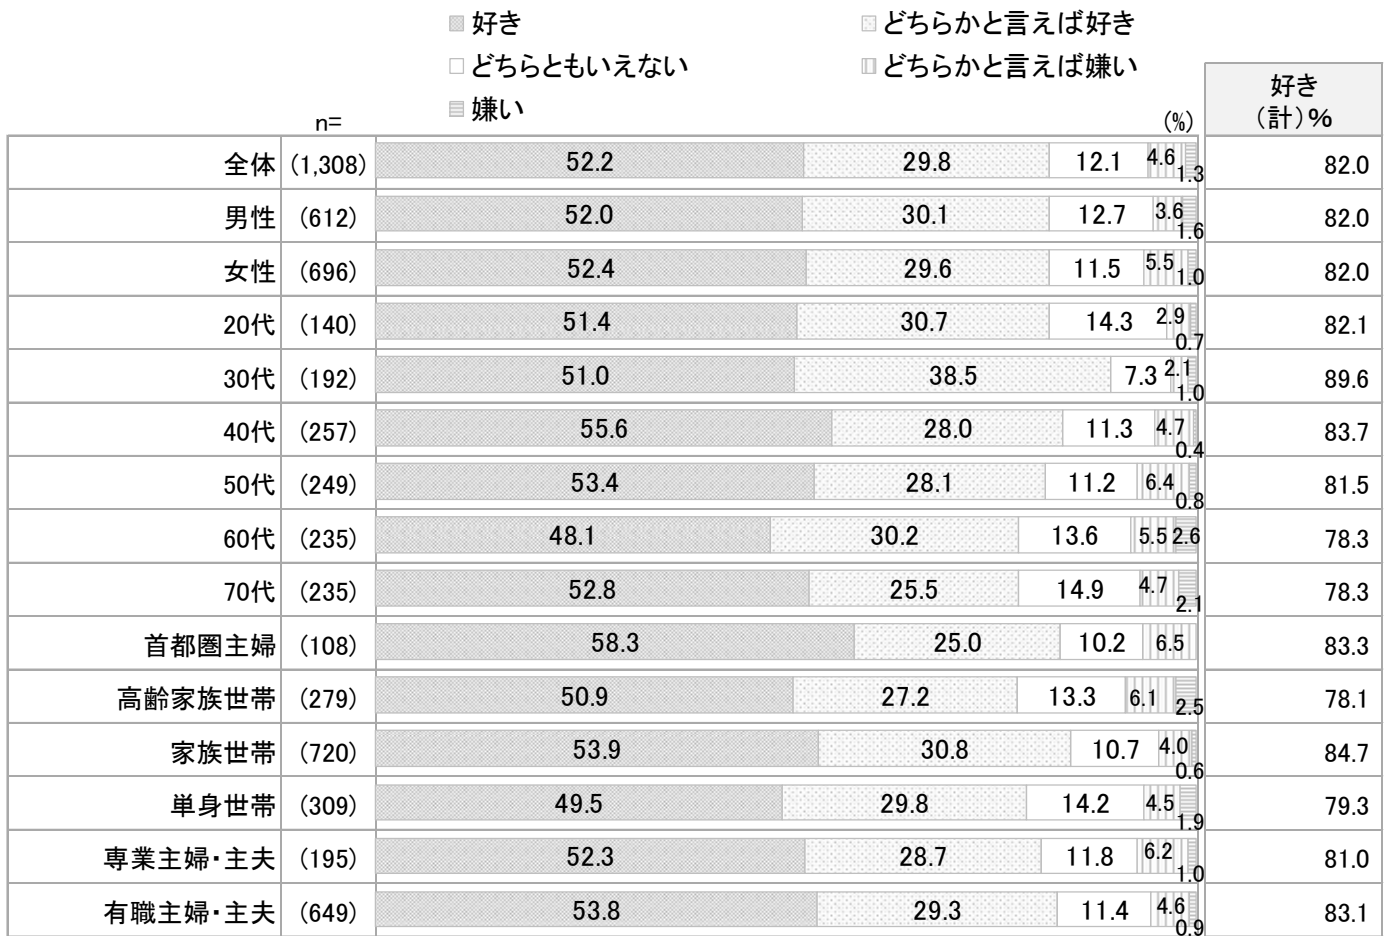 好き どちらかと言えば好き
どちらともいえない どちらかと言えば嫌い
嫌い
n= (%) 好き
(計)%
全体 (1,308) 52.2 29.8 12.1 4.6 1.3 82.0
男性 (612) 52.0 30.1 12.7 3.6 1.6 82.0
女性 (696) 52.4 29.6 11.5 5.5 1.0 82.0
20代 (140) 51.4 30.7 14.3 2.9 0.7 82.1
30代 (192) 51.0 38.5 7.3 2.1 1.0 89.6
40代 (257) 55.6 28.0 11.3 4.7 0.4 83.7
50代 (249) 53.4 28.1 11.2 6.4 0.8 81.5
60代 (235) 48.1 30.2 13.6 5.5 2.6 78.3
70代 (235) 52.8 25.5 14.9 4.7 2.1 78.3
首都圏主婦 (108) 58.3 25.0 10.2 6.5 83.3
高齢家族世帯 (279) 50.9 27.2 13.3 6.1 2.5 78.1
家族世帯 (720) 53.9 30.8 10.7 4.0 0.6 84.7
単身世帯 (309) 49.5 29.8 14.2 4.5 1.9 79.3
専業主婦・主夫 (195) 52.3 28.7 11.8 6.2 1.0 81.0
有職主婦・主夫 (649) 53.8 29.3 11.4 4.6 0.9 83.1